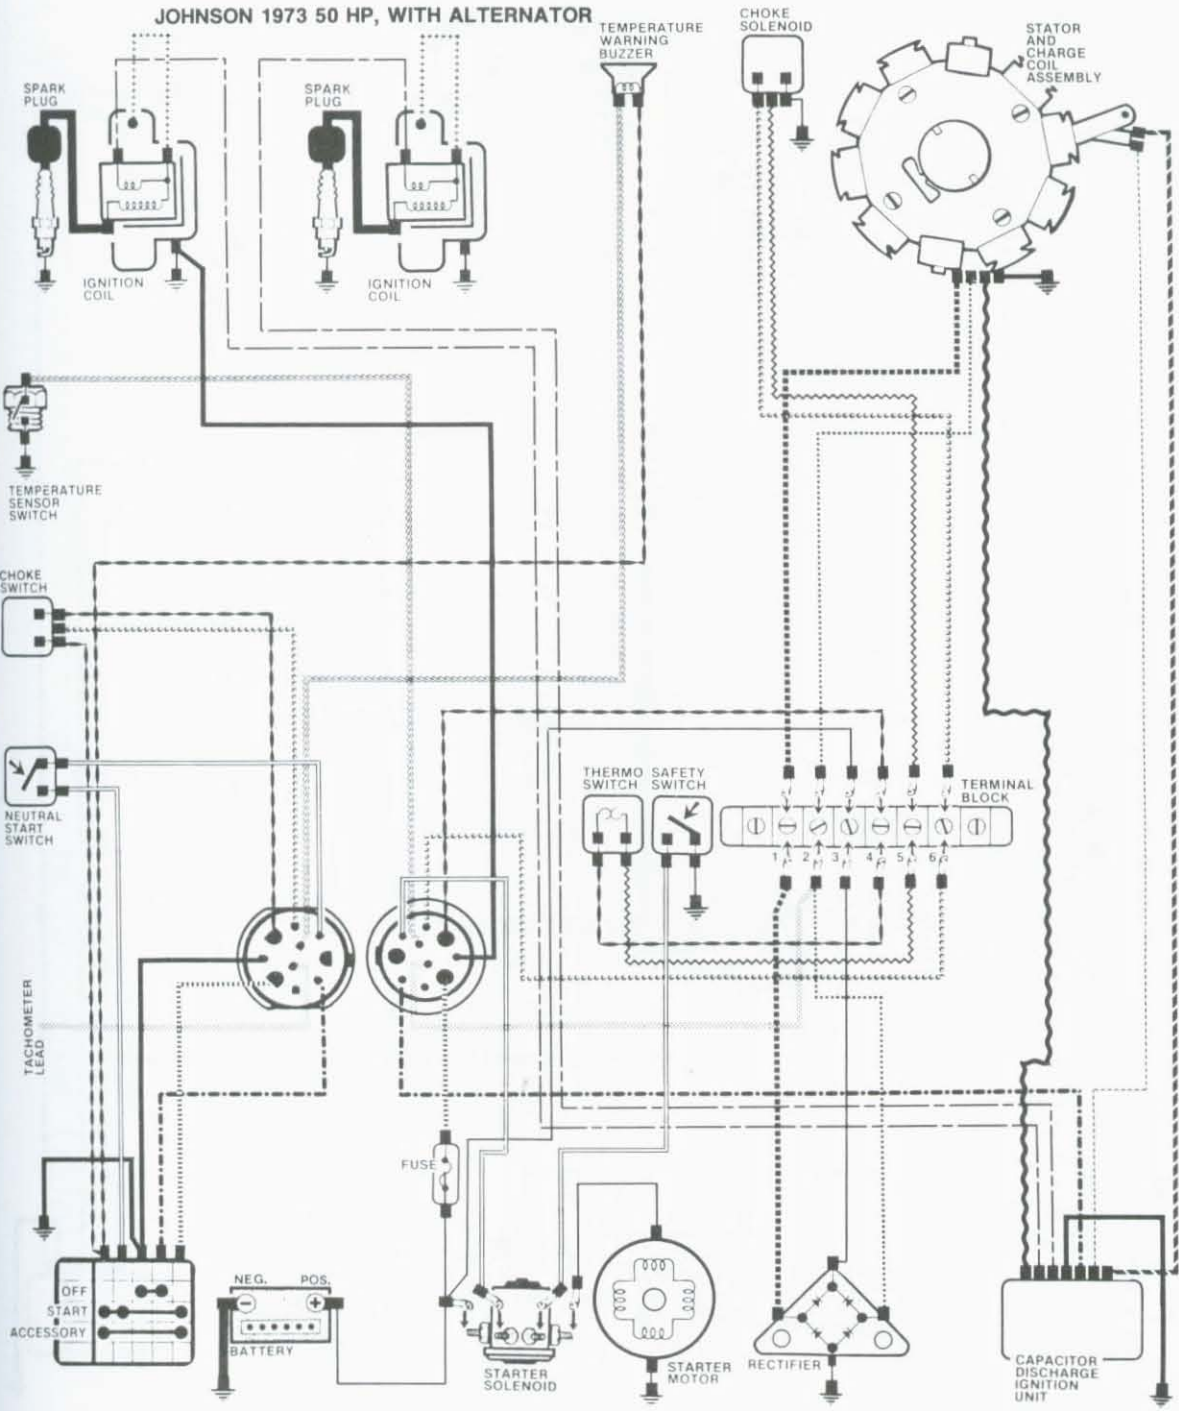 JOHNSON 1973 50 HP, WITH ALTERNATOR
TEMPERATURE
WARNING
BUZZER
CHOKE
SOLENOID
STATOR
AND
CHARGE
COIL
ASSEMBLY
SPARK
PLUG
SPARK
PLUG
IGNITION
COIL
IGNITION
COIL
TEMPERATURE
SENSOR
SWITCH
CHOKE
SWITCH
NEUTRAL
START
SWITCH
THERMO
SWITCH
SAFETY
SWITCH
TERMINAL
BLOCK
1 2 3 4 5 6
TACHOMETER
LEAD
FUSE
OFF
START
ACCESSORY
NEG. POS.
− +
BATTERY
STARTER
SOLENOID
STARTER
MOTOR
RECTIFIER
CAPACITOR
DISCHARGE
IGNITION
UNIT